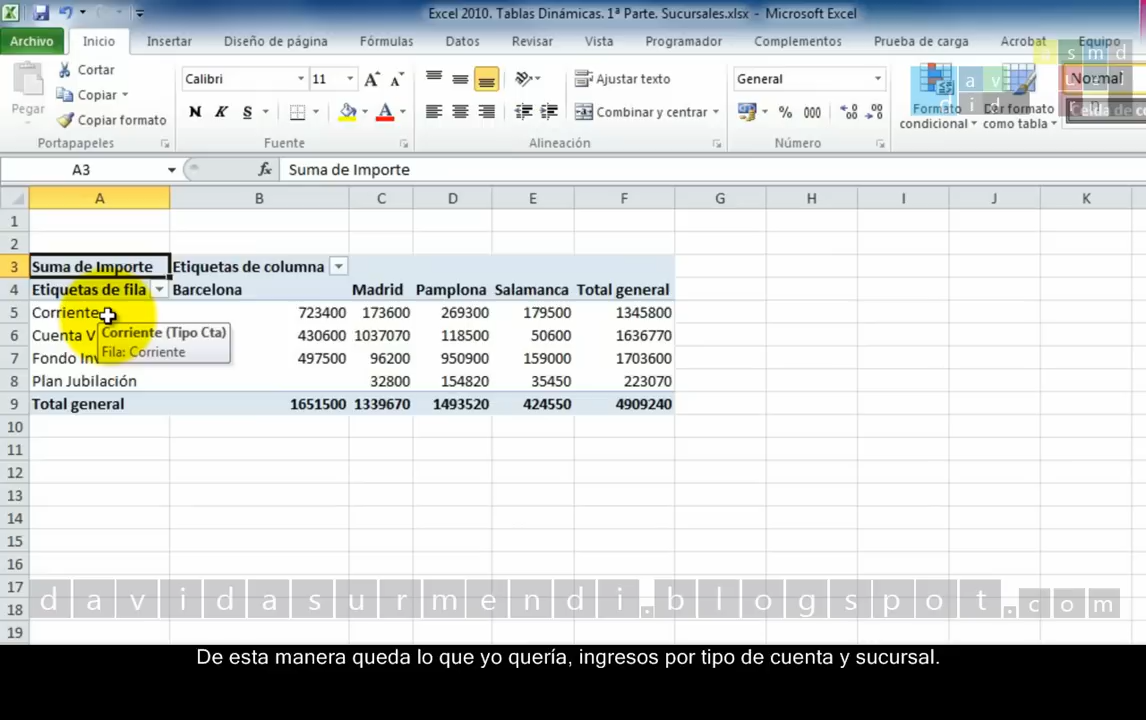 Excel 2010. Tablas Dinámicas. 1ª Parte. Sucursales.xlsx - Microsoft Excel
Archivo Inicio Insertar Diseño de página Fórmulas Datos Revisar Vista Programador Complementos Prueba de carga Acrobat Equipo
a s m d
Cortar
Copiar
Copiar formato
Pegar
Portapapeles
Calibri 11
N K S
Fuente
Ajustar texto
Combinar y centrar
Alineación
General
% 000
Número
Formato condicional
Dar formato como tabla
Normal
A3 fx Suma de Importe
A B C D E F G H I J K
1
2
3 Suma de Importe Etiquetas de columna
4 Etiquetas de fila Barcelona Madrid Pamplona Salamanca Total general
5 Corriente 723400 173600 269300 179500 1345800
6 Cuenta V 430600 1037070 118500 50600 1636770
7 Fondo Inv 497500 96200 950900 159000 1703600
8 Plan Jubilación 32800 154820 35450 223070
9 Total general 1651500 1339670 1493520 424550 4909240
Corriente (Tipo Cta)
Fila: Corriente
10
11
12
13
14
15
16
17
18
19
davidasurmendi.blogspot.com
De esta manera queda lo que yo quería, ingresos por tipo de cuenta y sucursal.